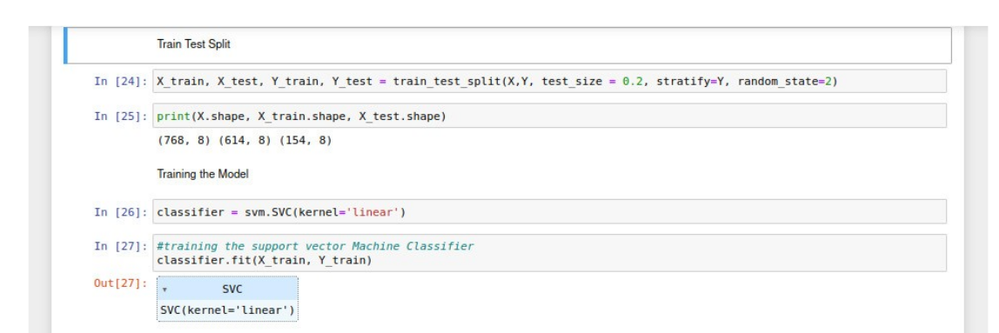 Train Test Split
In [24]: X_train, X_test, Y_train, Y_test = train_test_split(X,Y, test_size = 0.2, stratify=Y, random_state=2)
In [25]: print(X.shape, X_train.shape, X_test.shape)
(768, 8) (614, 8) (154, 8)
Training the Model
In [26]: classifier = svm.SVC(kernel='linear')
In [27]: #training the support vector Machine Classifier
classifier.fit(X_train, Y_train)
Out[27]: ▾ SVC
SVC(kernel='linear')